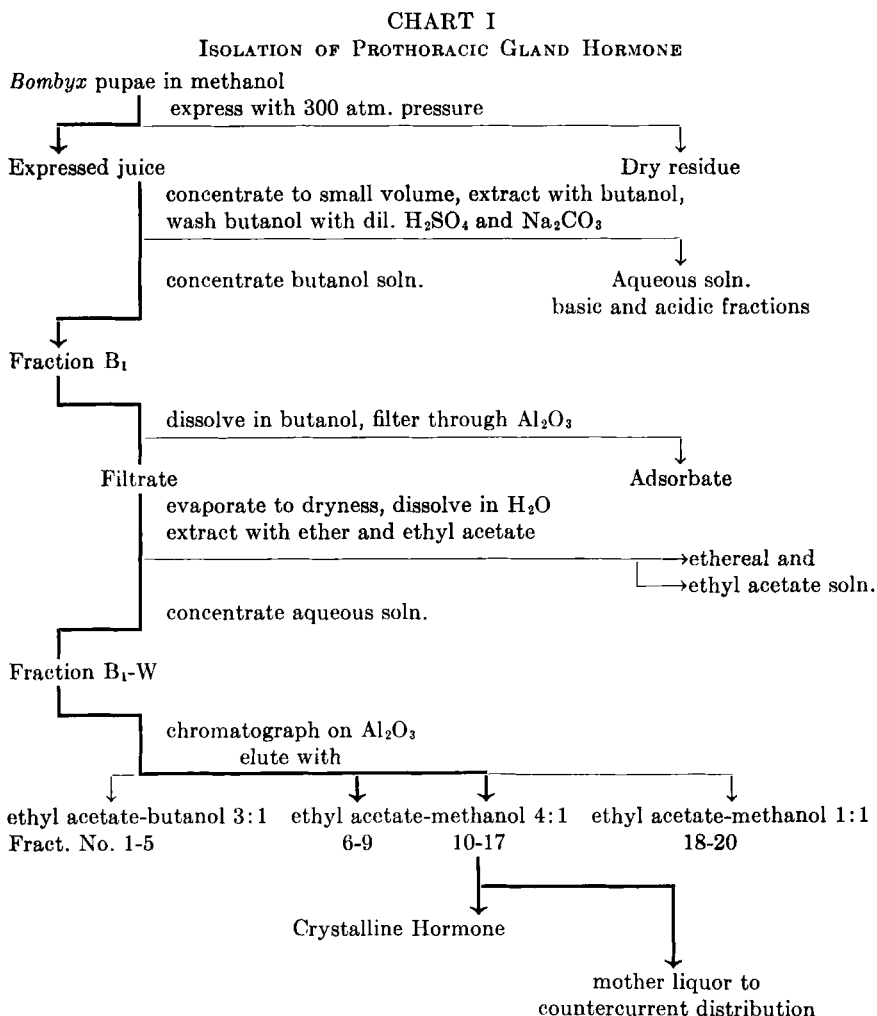 CHART I
ISOLATION OF PROTHORACIC GLAND HORMONE
Bombyx pupae in methanol
express with 300 atm. pressure
Expressed juice
Dry residue
concentrate to small volume, extract with butanol,
wash butanol with dil. H₂SO₄ and Na₂CO₃
concentrate butanol soln.
Aqueous soln.
basic and acidic fractions
Fraction B₁
dissolve in butanol, filter through Al₂O₃
Filtrate
Adsorbate
evaporate to dryness, dissolve in H₂O
extract with ether and ethyl acetate
ethereal and
ethyl acetate soln.
concentrate aqueous soln.
Fraction B₁-W
chromatograph on Al₂O₃
elute with
ethyl acetate-butanol 3:1 ethyl acetate-methanol 4:1 ethyl acetate-methanol 1:1
Fract. No. 1-5 6-9 10-17 18-20
Crystalline Hormone
mother liquor to
countercurrent distribution